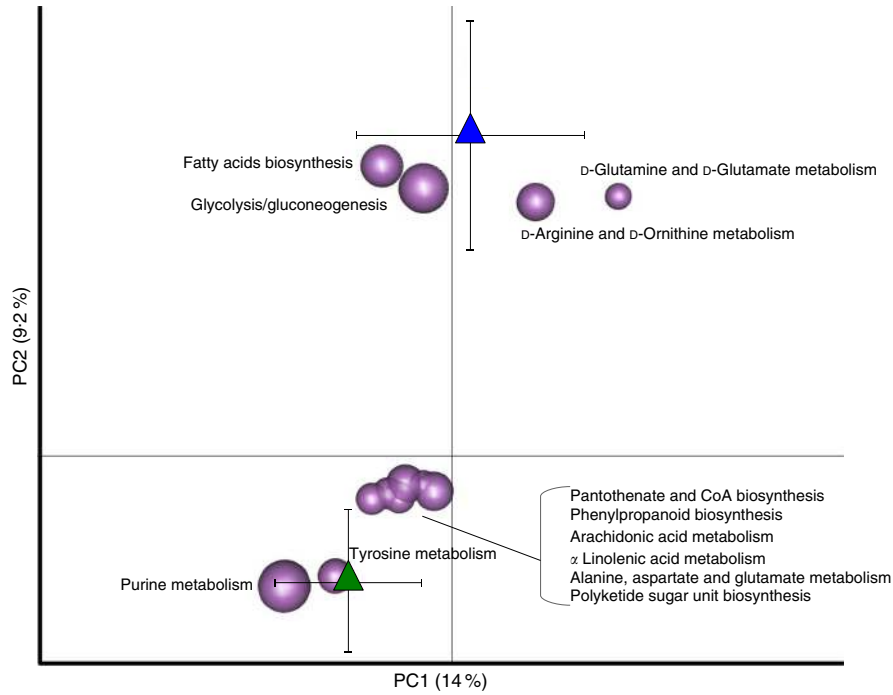 Fatty acids biosynthesis
D-Glutamine and D-Glutamate metabolism
Glycolysis/gluconeogenesis
D-Arginine and D-Ornithine metabolism
PC2 (9·2 %)
Pantothenate and CoA biosynthesis
Phenylpropanoid biosynthesis
Arachidonic acid metabolism
α Linolenic acid metabolism
Alanine, aspartate and glutamate metabolism
Polyketide sugar unit biosynthesis
Tyrosine metabolism
Purine metabolism
PC1 (14 %)